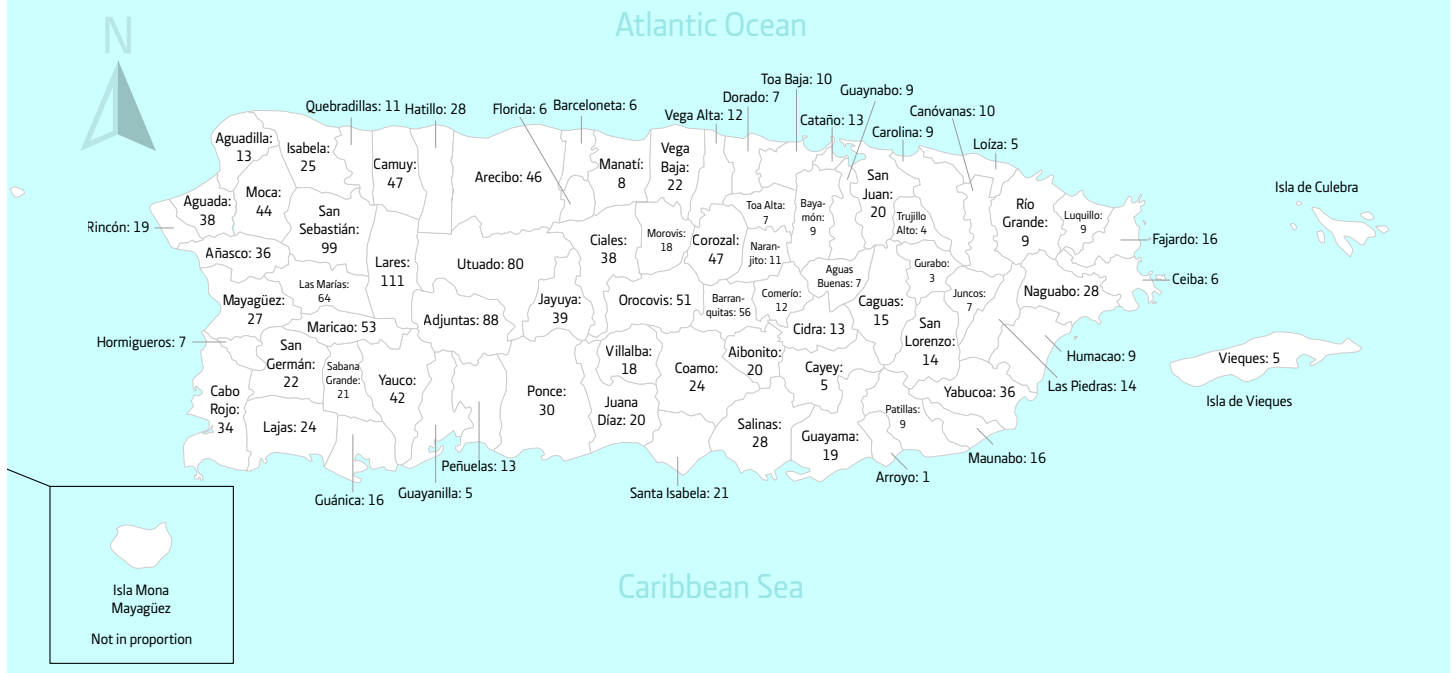 Atlantic Ocean
N
Toa Baja: 10
Guaynabo: 9
Dorado: 7
Quebradillas: 11
Hatillo: 28
Florida: 6
Barceloneta: 6
Vega Alta: 12
Cataño: 13
Canóvanas: 10
Carolina: 9
Loíza: 5
Aguadilla:
13
Isabela:
25
Camuy:
47
Arecibo: 46
Manatí:
8
Vega
Baja:
22
San
Juan:
20
Isla de Culebra
Moca:
44
Aguada:
38
Rincón: 19
San
Sebastián:
99
Toa Alta:
7
Baya-
món:
9
Trujillo
Alto: 4
Río
Grande:
9
Luquillo:
9
Fajardo: 16
Añasco: 36
Lares:
111
Utuado: 80
Ciales:
38
Morovis:
18
Corozal:
47
Naran-
jito: 11
Aguas
Buenas: 7
Gurabo:
3
Ceiba: 6
Las Marías:
64
Mayagüez:
27
Adjuntas: 88
Jayuya:
39
Orocovis: 51
Barran-
quitas: 56
Comerío:
12
Caguas:
15
Juncos:
7
Naguabo: 28
Maricao: 53
Hormigueros: 7
Cidra: 13
San
Lorenzo:
14
Humacao: 9
Vieques: 5
San
Germán:
22
Sabana
Grande:
21
Yauco:
42
Villalba:
18
Coamo:
24
Aibonito:
20
Cayey:
5
Las Piedras: 14
Isla de Vieques
Cabo
Rojo:
34
Lajas: 24
Ponce:
30
Juana
Díaz: 20
Yabucoa: 36
Patillas:
9
Salinas:
28
Guayama:
19
Maunabo: 16
Peñuelas: 13
Arroyo: 1
Guánica: 16
Guayanilla: 5
Santa Isabela: 21
Isla Mona
Mayagüez
Not in proportion
Caribbean Sea